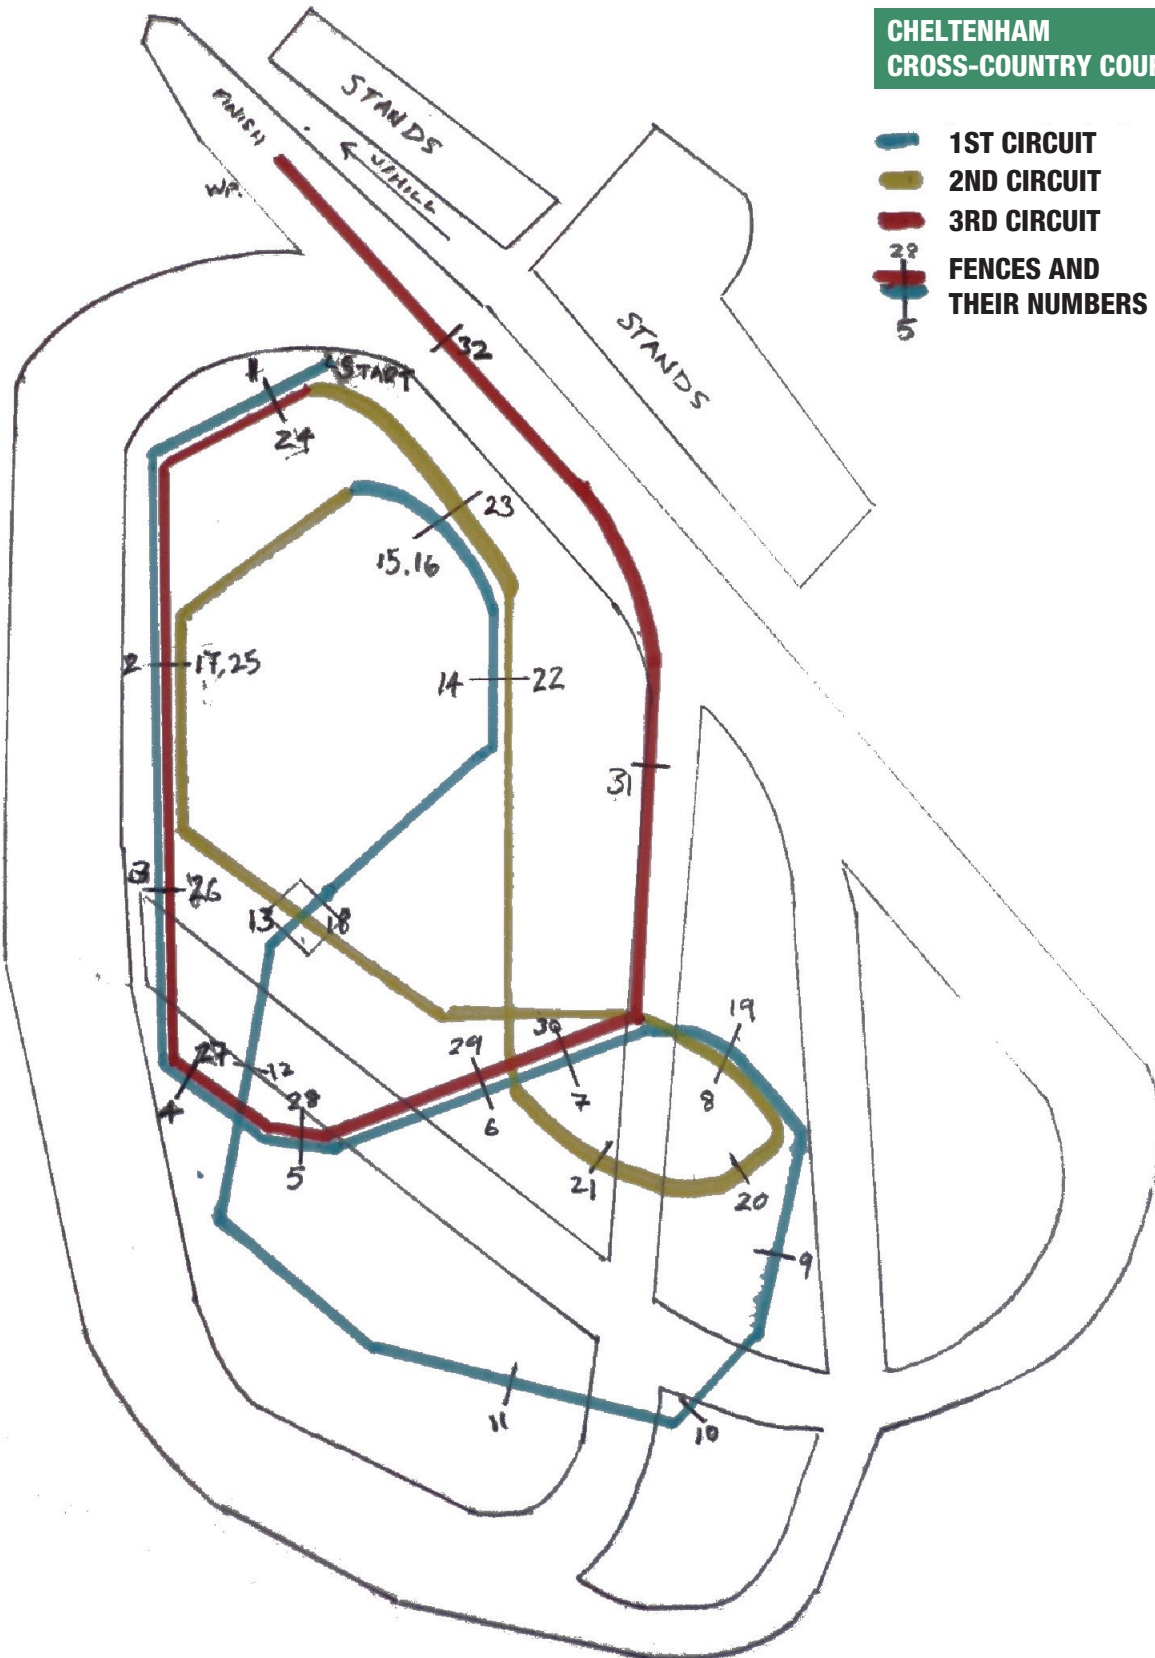 CHELTENHAM
CROSS-COUNTRY COU
1ST CIRCUIT
2ND CIRCUIT
3RD CIRCUIT
28
FENCES AND
THEIR NUMBERS
5
STANDS
FINISH
UPHILL
W.P.
STANDS
32
START
1
24
23
15.16
2
17,25
14
22
31
3
26
13
18
19
30
29
27
12
28
8
7
4
6
5
21
20
9
11
10